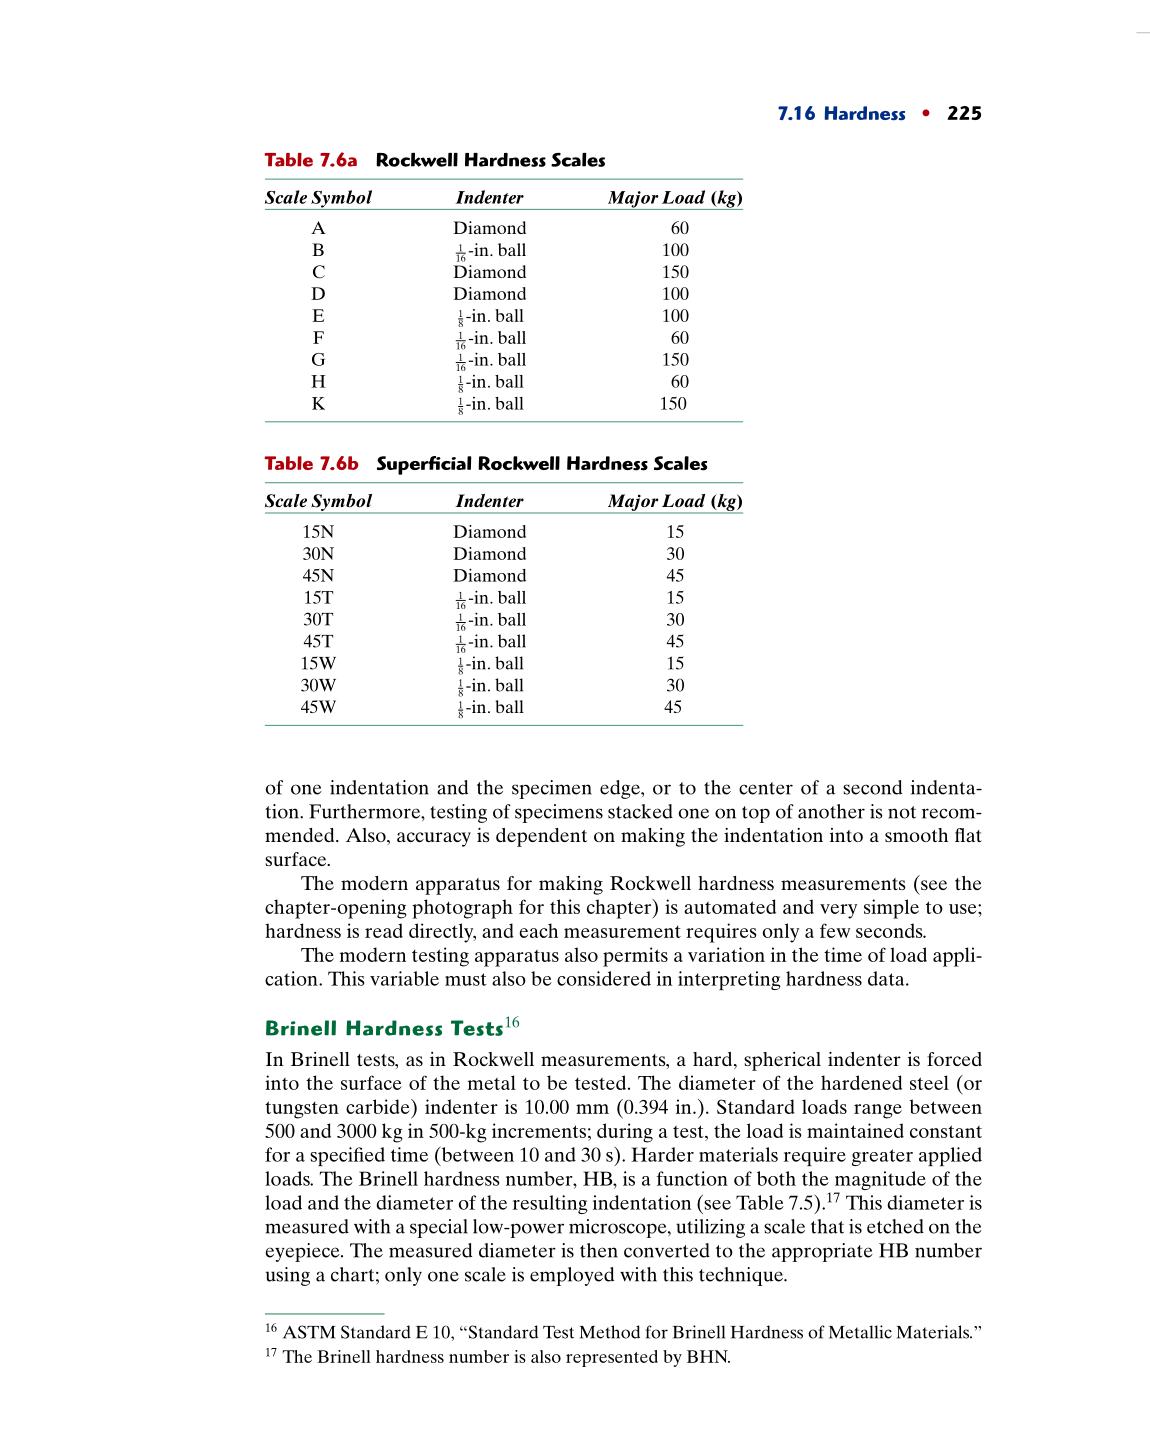 7.16 Hardness • 225
Table 7.6a Rockwell Hardness Scales
Scale Symbol Indenter Major Load (kg)
A Diamond 60
B 1/16-in. ball 100
C Diamond 150
D Diamond 100
E 1/8-in. ball 100
F 1/16-in. ball 60
G 1/16-in. ball 150
H 1/8-in. ball 60
K 1/8-in. ball 150
Table 7.6b Superficial Rockwell Hardness Scales
Scale Symbol Indenter Major Load (kg)
15N Diamond 15
30N Diamond 30
45N Diamond 45
15T 1/16-in. ball 15
30T 1/16-in. ball 30
45T 1/16-in. ball 45
15W 1/8-in. ball 15
30W 1/8-in. ball 30
45W 1/8-in. ball 45
of one indentation and the specimen edge, or to the center of a second indenta-
tion. Furthermore, testing of specimens stacked one on top of another is not recom-
mended. Also, accuracy is dependent on making the indentation into a smooth flat
surface.
The modern apparatus for making Rockwell hardness measurements (see the
chapter-opening photograph for this chapter) is automated and very simple to use;
hardness is read directly, and each measurement requires only a few seconds.
The modern testing apparatus also permits a variation in the time of load appli-
cation. This variable must also be considered in interpreting hardness data.
Brinell Hardness Tests16
In Brinell tests, as in Rockwell measurements, a hard, spherical indenter is forced
into the surface of the metal to be tested. The diameter of the hardened steel (or
tungsten carbide) indenter is 10.00 mm (0.394 in.). Standard loads range between
500 and 3000 kg in 500-kg increments; during a test, the load is maintained constant
for a specified time (between 10 and 30 s). Harder materials require greater applied
loads. The Brinell hardness number, HB, is a function of both the magnitude of the
load and the diameter of the resulting indentation (see Table 7.5).17 This diameter is
measured with a special low-power microscope, utilizing a scale that is etched on the
eyepiece. The measured diameter is then converted to the appropriate HB number
using a chart; only one scale is employed with this technique.
16 ASTM Standard E 10, “Standard Test Method for Brinell Hardness of Metallic Materials.”
17 The Brinell hardness number is also represented by BHN.